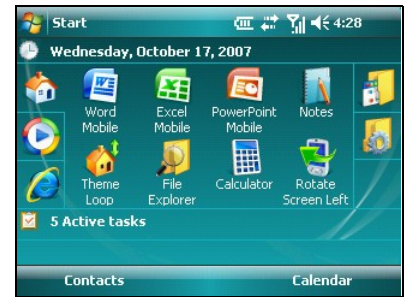 Start 4:28
Wednesday, October 17, 2007
Word Mobile
Excel Mobile
PowerPoint Mobile
Notes
Theme Loop
File Explorer
Calculator
Rotate Screen Left
5 Active tasks
Contacts Calendar